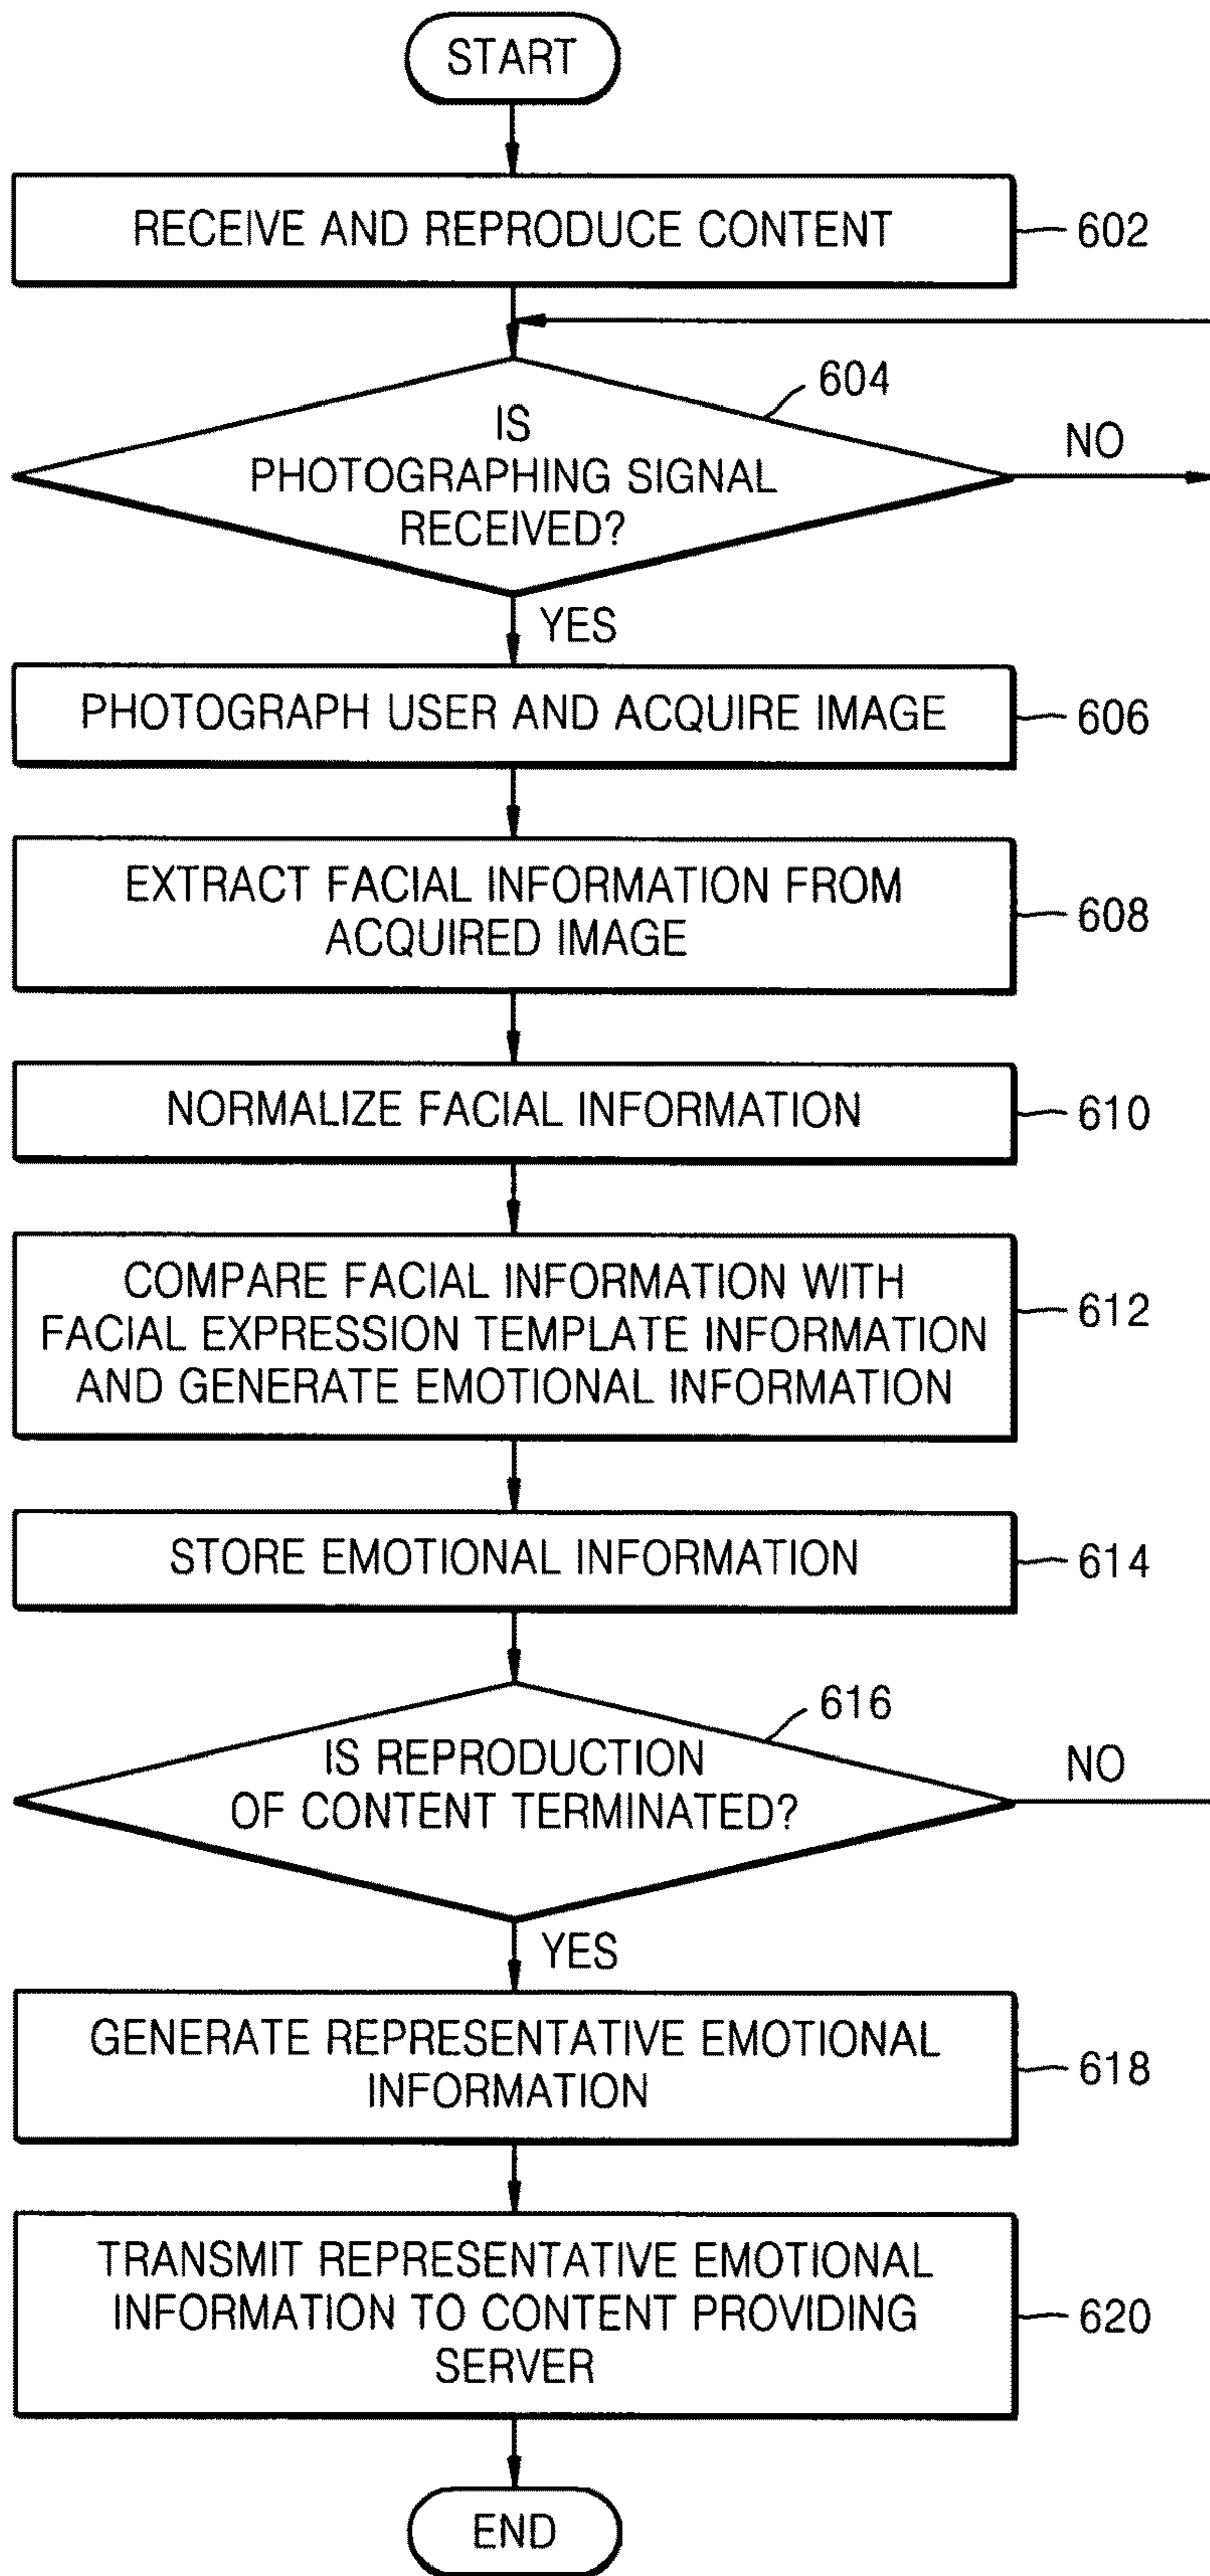 START
RECEIVE AND REPRODUCE CONTENT
602
604
IS
PHOTOGRAPHING SIGNAL
RECEIVED?
NO
YES
PHOTOGRAPH USER AND ACQUIRE IMAGE
606
EXTRACT FACIAL INFORMATION FROM
ACQUIRED IMAGE
608
NORMALIZE FACIAL INFORMATION
610
COMPARE FACIAL INFORMATION WITH
FACIAL EXPRESSION TEMPLATE INFORMATION
AND GENERATE EMOTIONAL INFORMATION
612
STORE EMOTIONAL INFORMATION
614
616
IS REPRODUCTION
OF CONTENT TERMINATED?
NO
YES
GENERATE REPRESENTATIVE EMOTIONAL
INFORMATION
618
TRANSMIT REPRESENTATIVE EMOTIONAL
INFORMATION TO CONTENT PROVIDING
SERVER
620
END